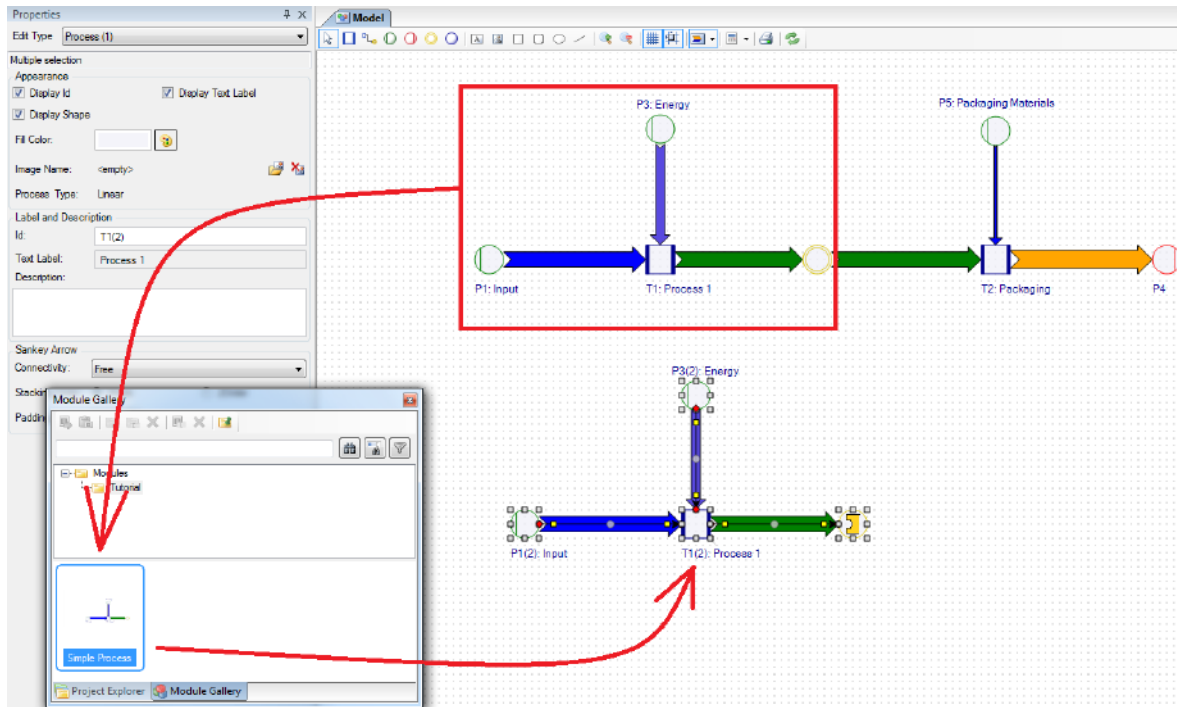 Properties
Edit Type Process (1)
Multiple selection
Appearance
Display Id Display Text Label
Display Shape
Fill Color:
Image Name: <empty>
Process Type: Linear
Label and Description
Id: T1(2)
Text Label: Process 1
Description:
Sankey Arrow
Connectivity: Free
Module Gallery
Modules
Tutorial
Simple Process
Project Explorer Module Gallery
Model
P3: Energy
P5: Packaging Materials
P1: Input
T1: Process 1
T2: Packaging
P4
P3(2): Energy
P1(2): Input
T1(2): Process 1